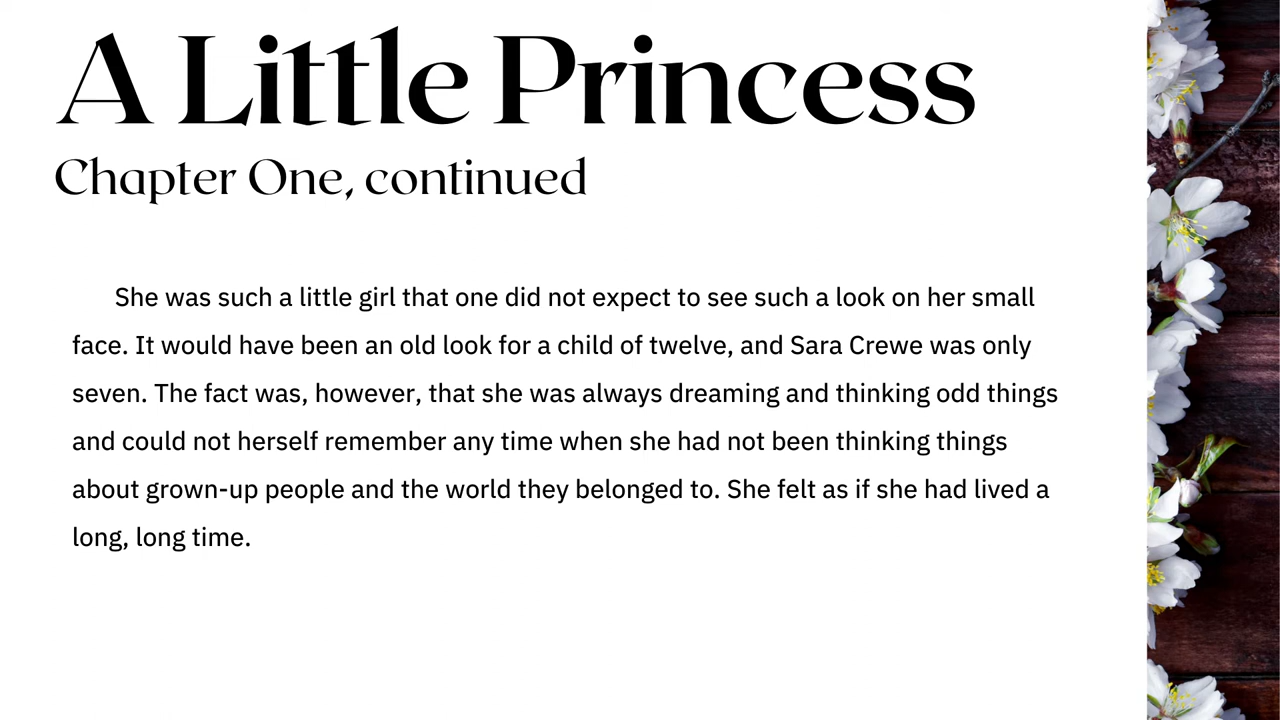 A Little Princess
Chapter One, continued
She was such a little girl that one did not expect to see such a look on her small
face. It would have been an old look for a child of twelve, and Sara Crewe was only
seven. The fact was, however, that she was always dreaming and thinking odd things
and could not herself remember any time when she had not been thinking things
about grown-up people and the world they belonged to. She felt as if she had lived a
long, long time.